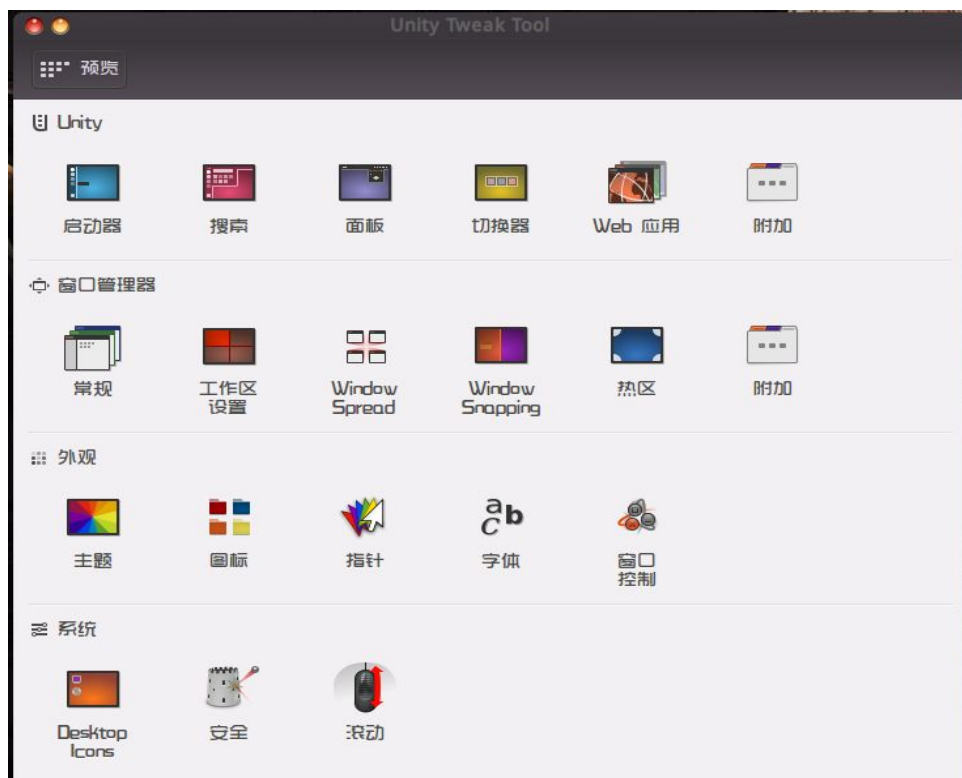 Unity Tweak Tool
预览
Unity
启动器 搜索 面板 切换器 Web 应用 附加
窗口管理器
常规 工作区 Window Window 热区 附加
设置 Spread Snapping
外观
主题 图标 指针 字体 窗口
控制
系统
Desktop 安全 滚动
Icons